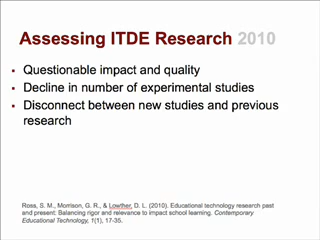 Assessing ITDE Research 2010
▪ Questionable impact and quality
▪ Decline in number of experimental studies
▪ Disconnect between new studies and previous
research
Ross, S. M., Morrison, G. R., & Lowther, D. L. (2010). Educational technology research past
and present: Balancing rigor and relevance to impact school learning. Contemporary
Educational Technology, 1(1), 17-35.